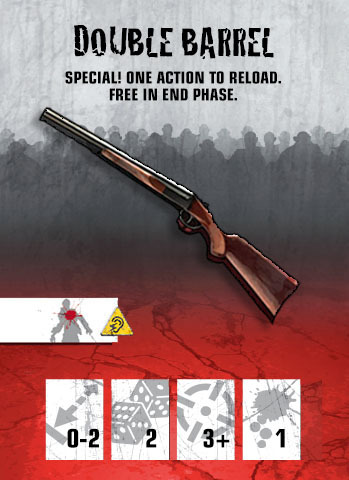 DOUBLE BARREL
SPECIAL! ONE ACTION TO RELOAD.
FREE IN END PHASE.
0-2 2 3+ 1